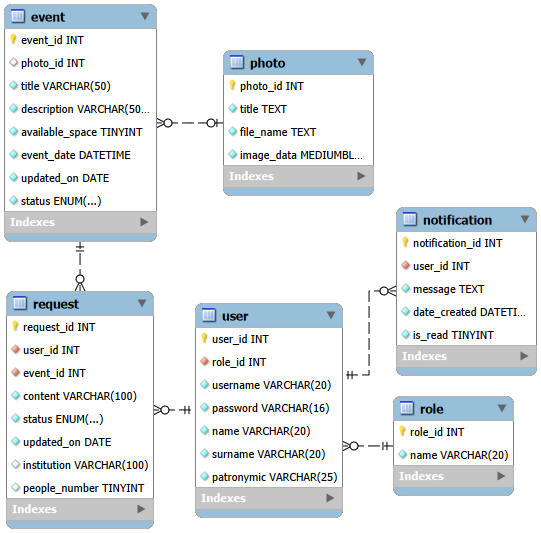 event
event_id INT
photo_id INT
title VARCHAR(50)
description VARCHAR(50...
available_space TINYINT
event_date DATETIME
updated_on DATE
status ENUM(...)
Indexes
photo
photo_id INT
title TEXT
file_name TEXT
image_data MEDIUMBL...
Indexes
notification
notification_id INT
user_id INT
message TEXT
date_created DATETI...
is_read TINYINT
Indexes
request
request_id INT
user_id INT
event_id INT
content VARCHAR(100)
status ENUM(...)
updated_on DATE
institution VARCHAR(100)
people_number TINYINT
Indexes
user
user_id INT
role_id INT
username VARCHAR(20)
password VARCHAR(16)
name VARCHAR(20)
surname VARCHAR(20)
patronymic VARCHAR(25)
Indexes
role
role_id INT
name VARCHAR(20)
Indexes